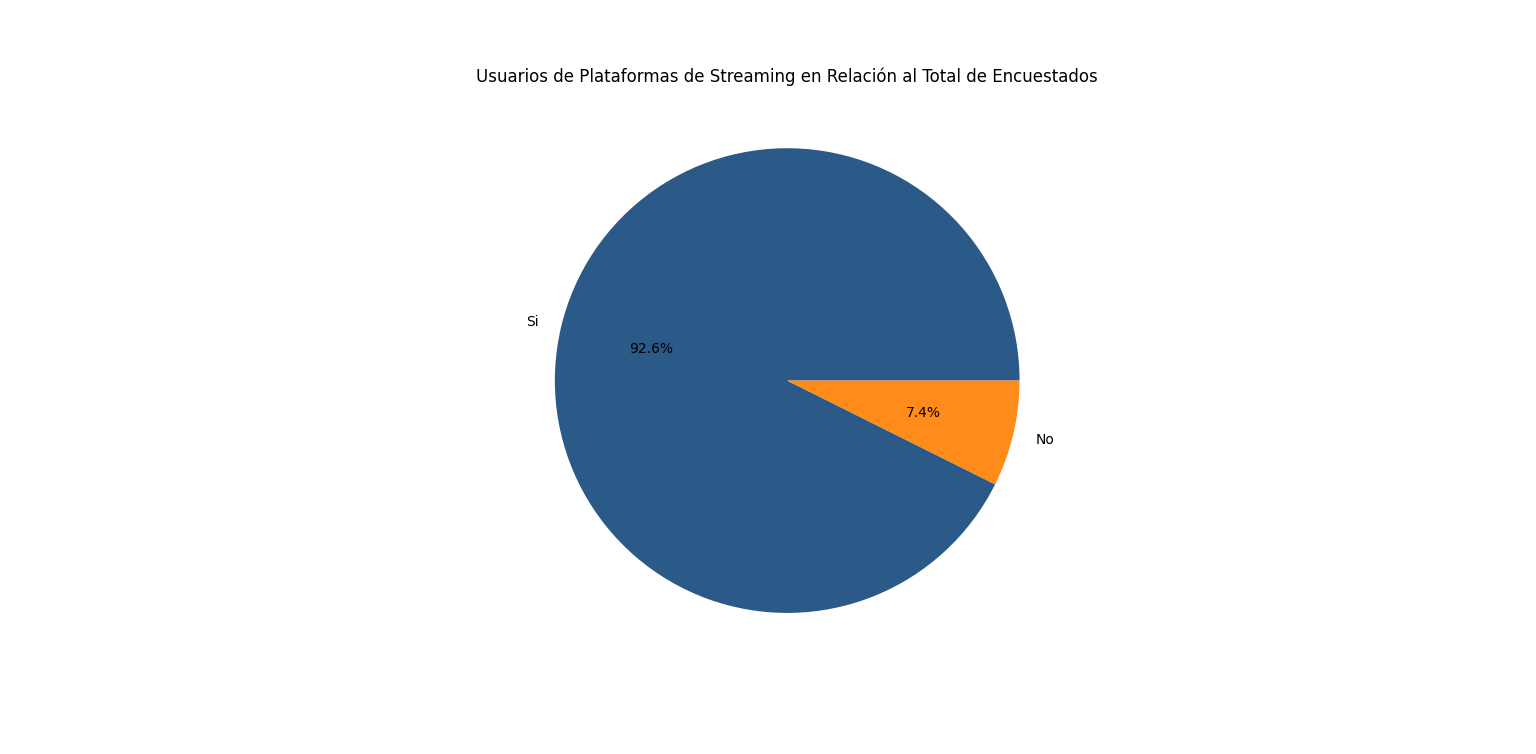 Usuarios de Plataformas de Streaming en Relación al Total de Encuestados
Si
92.6%
7.4%
No